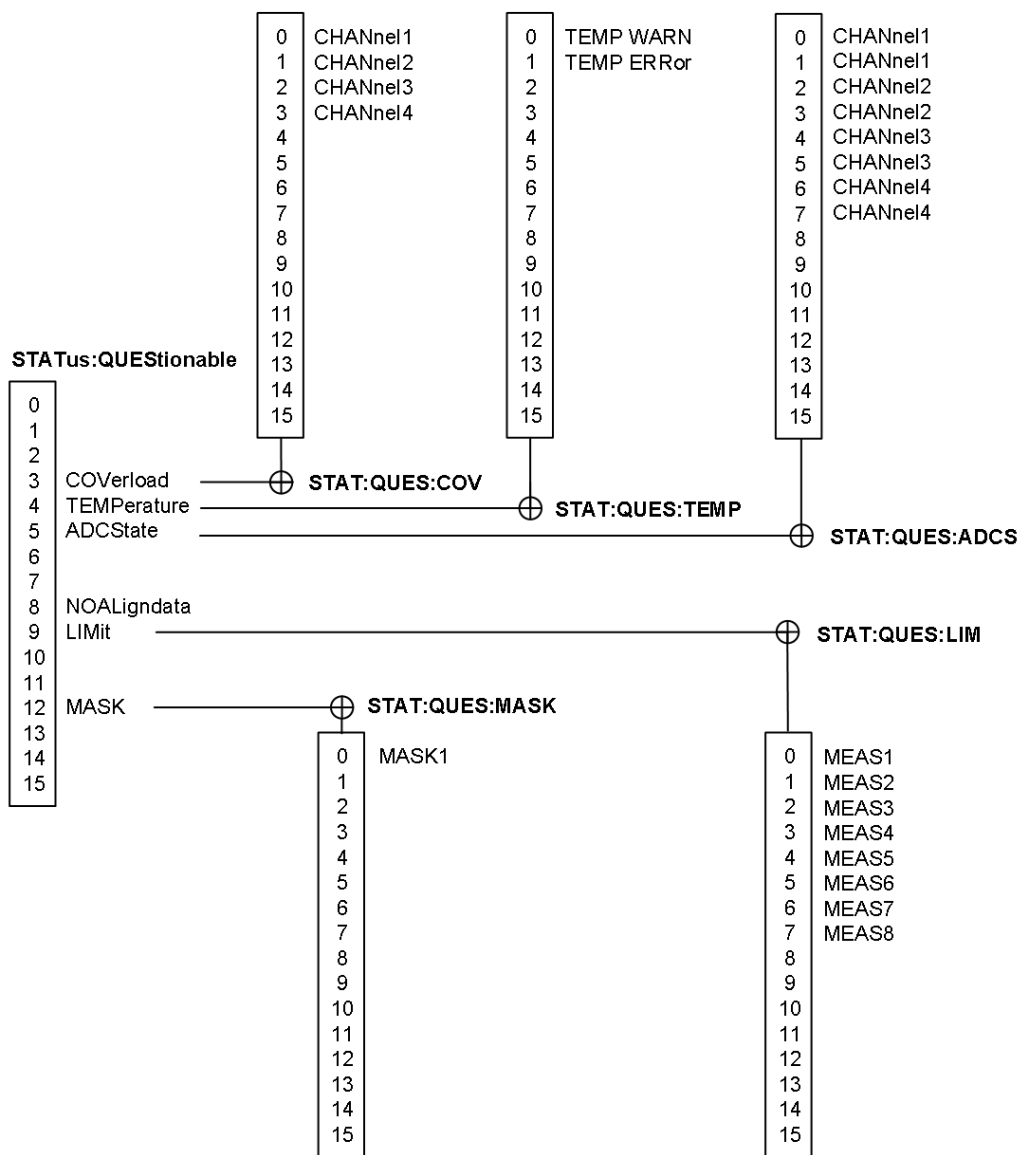 0 CHANnel1
1 CHANnel2
2 CHANnel3
3 CHANnel4
4
5
6
7
8
9
10
11
12
13
14
15
0 TEMP WARN
1 TEMP ERRor
2
3
4
5
6
7
8
9
10
11
12
13
14
15
0 CHANnel1
1 CHANnel1
2 CHANnel2
3 CHANnel2
4 CHANnel3
5 CHANnel3
6 CHANnel4
7 CHANnel4
8
9
10
11
12
13
14
15
STATus:QUEStionable
0
1
2
3 COVerload
4 TEMPerature
5 ADCState
6
7
8 NOALigndata
9 LIMit
10
11
12 MASK
13
14
15
STAT:QUES:COV
STAT:QUES:TEMP
STAT:QUES:ADCS
STAT:QUES:LIM
STAT:QUES:MASK
0 MASK1
1
2
3
4
5
6
7
8
9
10
11
12
13
14
15
0 MEAS1
1 MEAS2
2 MEAS3
3 MEAS4
4 MEAS5
5 MEAS6
6 MEAS7
7 MEAS8
8
9
10
11
12
13
14
15